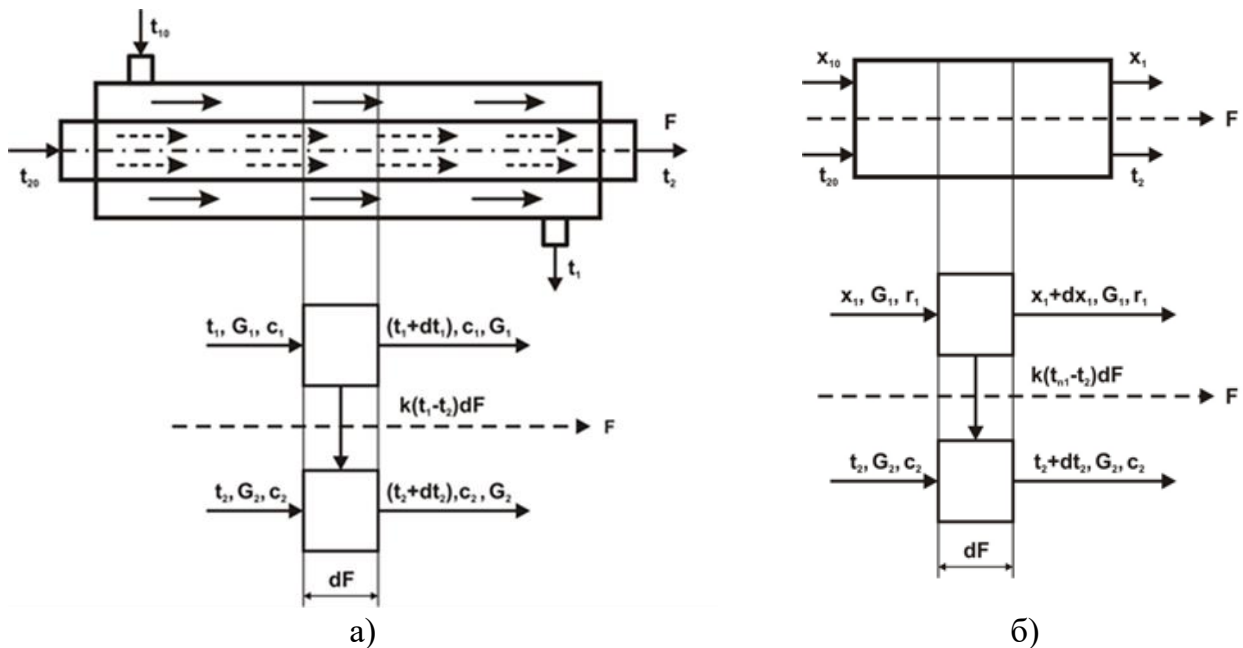 t₁₀
F
t₂₀
t₂
t₁
t₁, G₁, c₁
(t₁+dt₁), c₁, G₁
k(t₁-t₂)dF
F
t₂, G₂, c₂
(t₂+dt₂), c₂, G₂
dF
а)
x₁₀
x₁
F
t₂₀
t₂
x₁, G₁, r₁
x₁+dx₁, G₁, r₁
k(tₙ₁-t₂)dF
F
t₂, G₂, c₂
t₂+dt₂, G₂, c₂
dF
б)